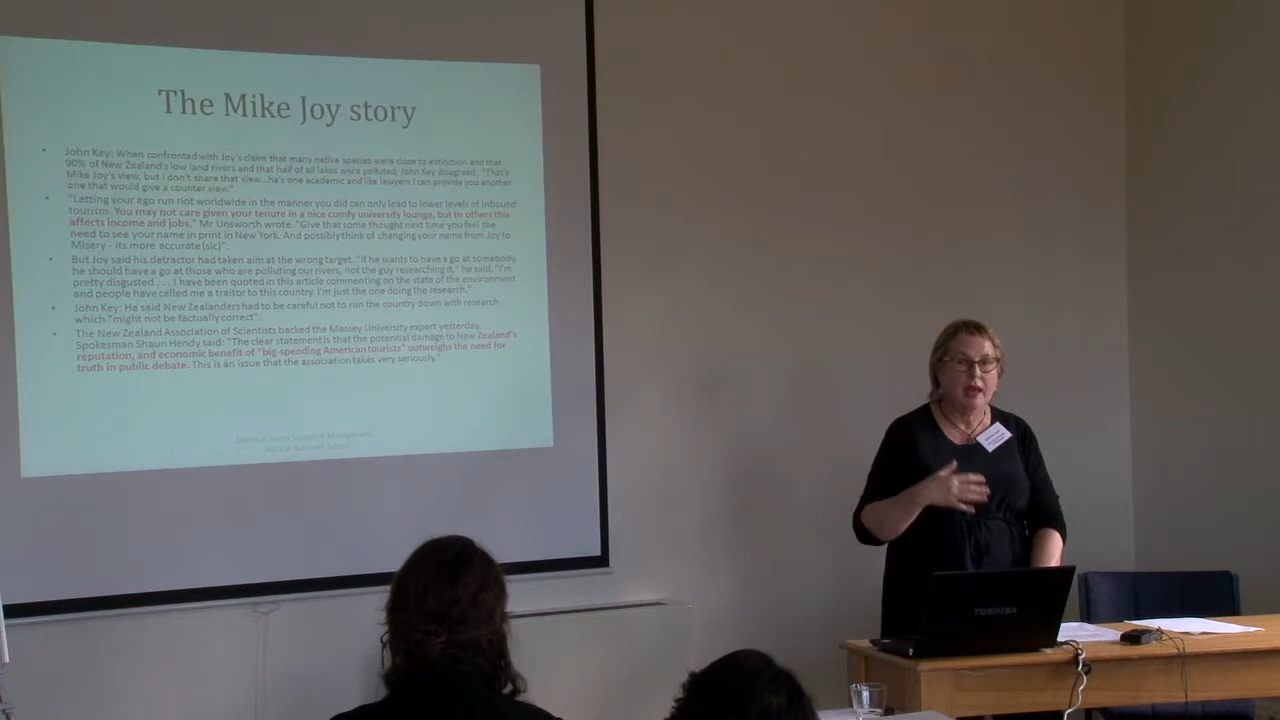 The Mike Joy story
• John Key: When confronted with Joy's claim that many native species were close to extinction and that
90% of New Zealand's low land rivers and that half of all lakes were polluted, John Key disagreed. "That's
Mike Joy's view, but I don't share that view...he's one academic and like lawyers I can provide you another
one that would give a counter view."
• "Letting your ego run riot worldwide in the manner you did can only lead to lower levels of inbound
tourism. You may not care given your tenure in a nice comfy university lounge, but to others this
affects income and jobs," Mr Unsworth wrote. "Give that some thought next time you feel the
need to see your name in print in New York. And possibly think of changing your name from Joy to
Misery - its more accurate (sic)".
• But Joy said his detractor had taken aim at the wrong target. "If he wants to have a go at somebody,
he should have a go at those who are polluting our rivers, not the guy researching it," he said. "I'm
pretty disgusted . . . I have been quoted in this article commenting on the state of the environment
and people have called me a traitor to this country. I'm just the one doing the research."
• John Key: He said New Zealanders had to be careful not to run the country down with research
which "might not be factually correct".
• The New Zealand Association of Scientists backed the Massey University expert yesterday.
Spokesman Shaun Hendy said: "The clear statement is that the potential damage to New Zealand's
reputation, and economic benefit of "big-spending American tourists" outweighs the need for
truth in public debate. This is an issue that the association takes very seriously."
School of Management,
TOSHIBA